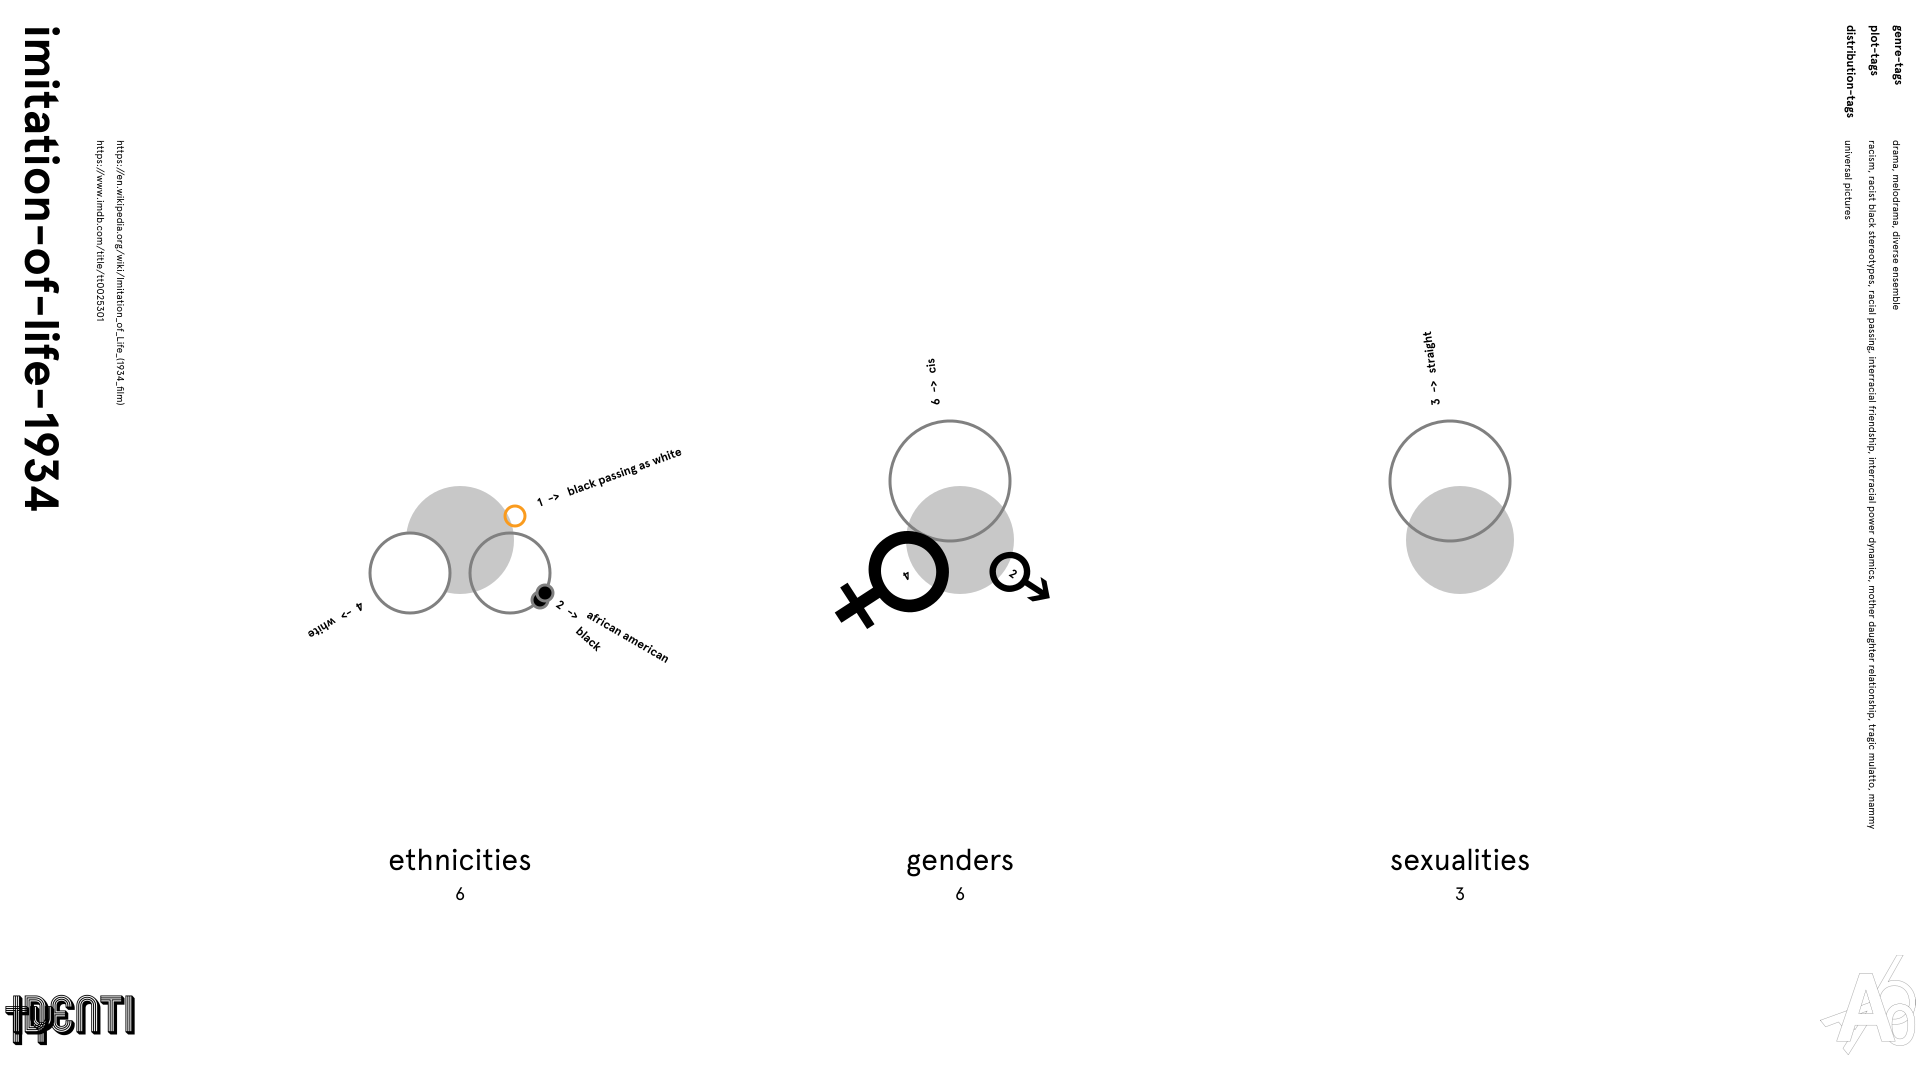 imitation-of-life-1934
https://en.wikipedia.org/wiki/Imitation_of_Life_(1934_film)
https://www.imdb.com/title/tt0025301
genre-tags
drama, melodrama, diverse ensemble
plot-tags
racism, racist black stereotypes, racial passing, interracial friendship, interracial power dynamics, mother daughter relationship, tragic mulatto, mammy
distribution-tags
universal pictures
1 -> black passing as white
2 -> african american
black
4 -> white
6 -> cis
4
2
3 -> straight
ethnicities
6
genders
6
sexualities
3
IDENTI